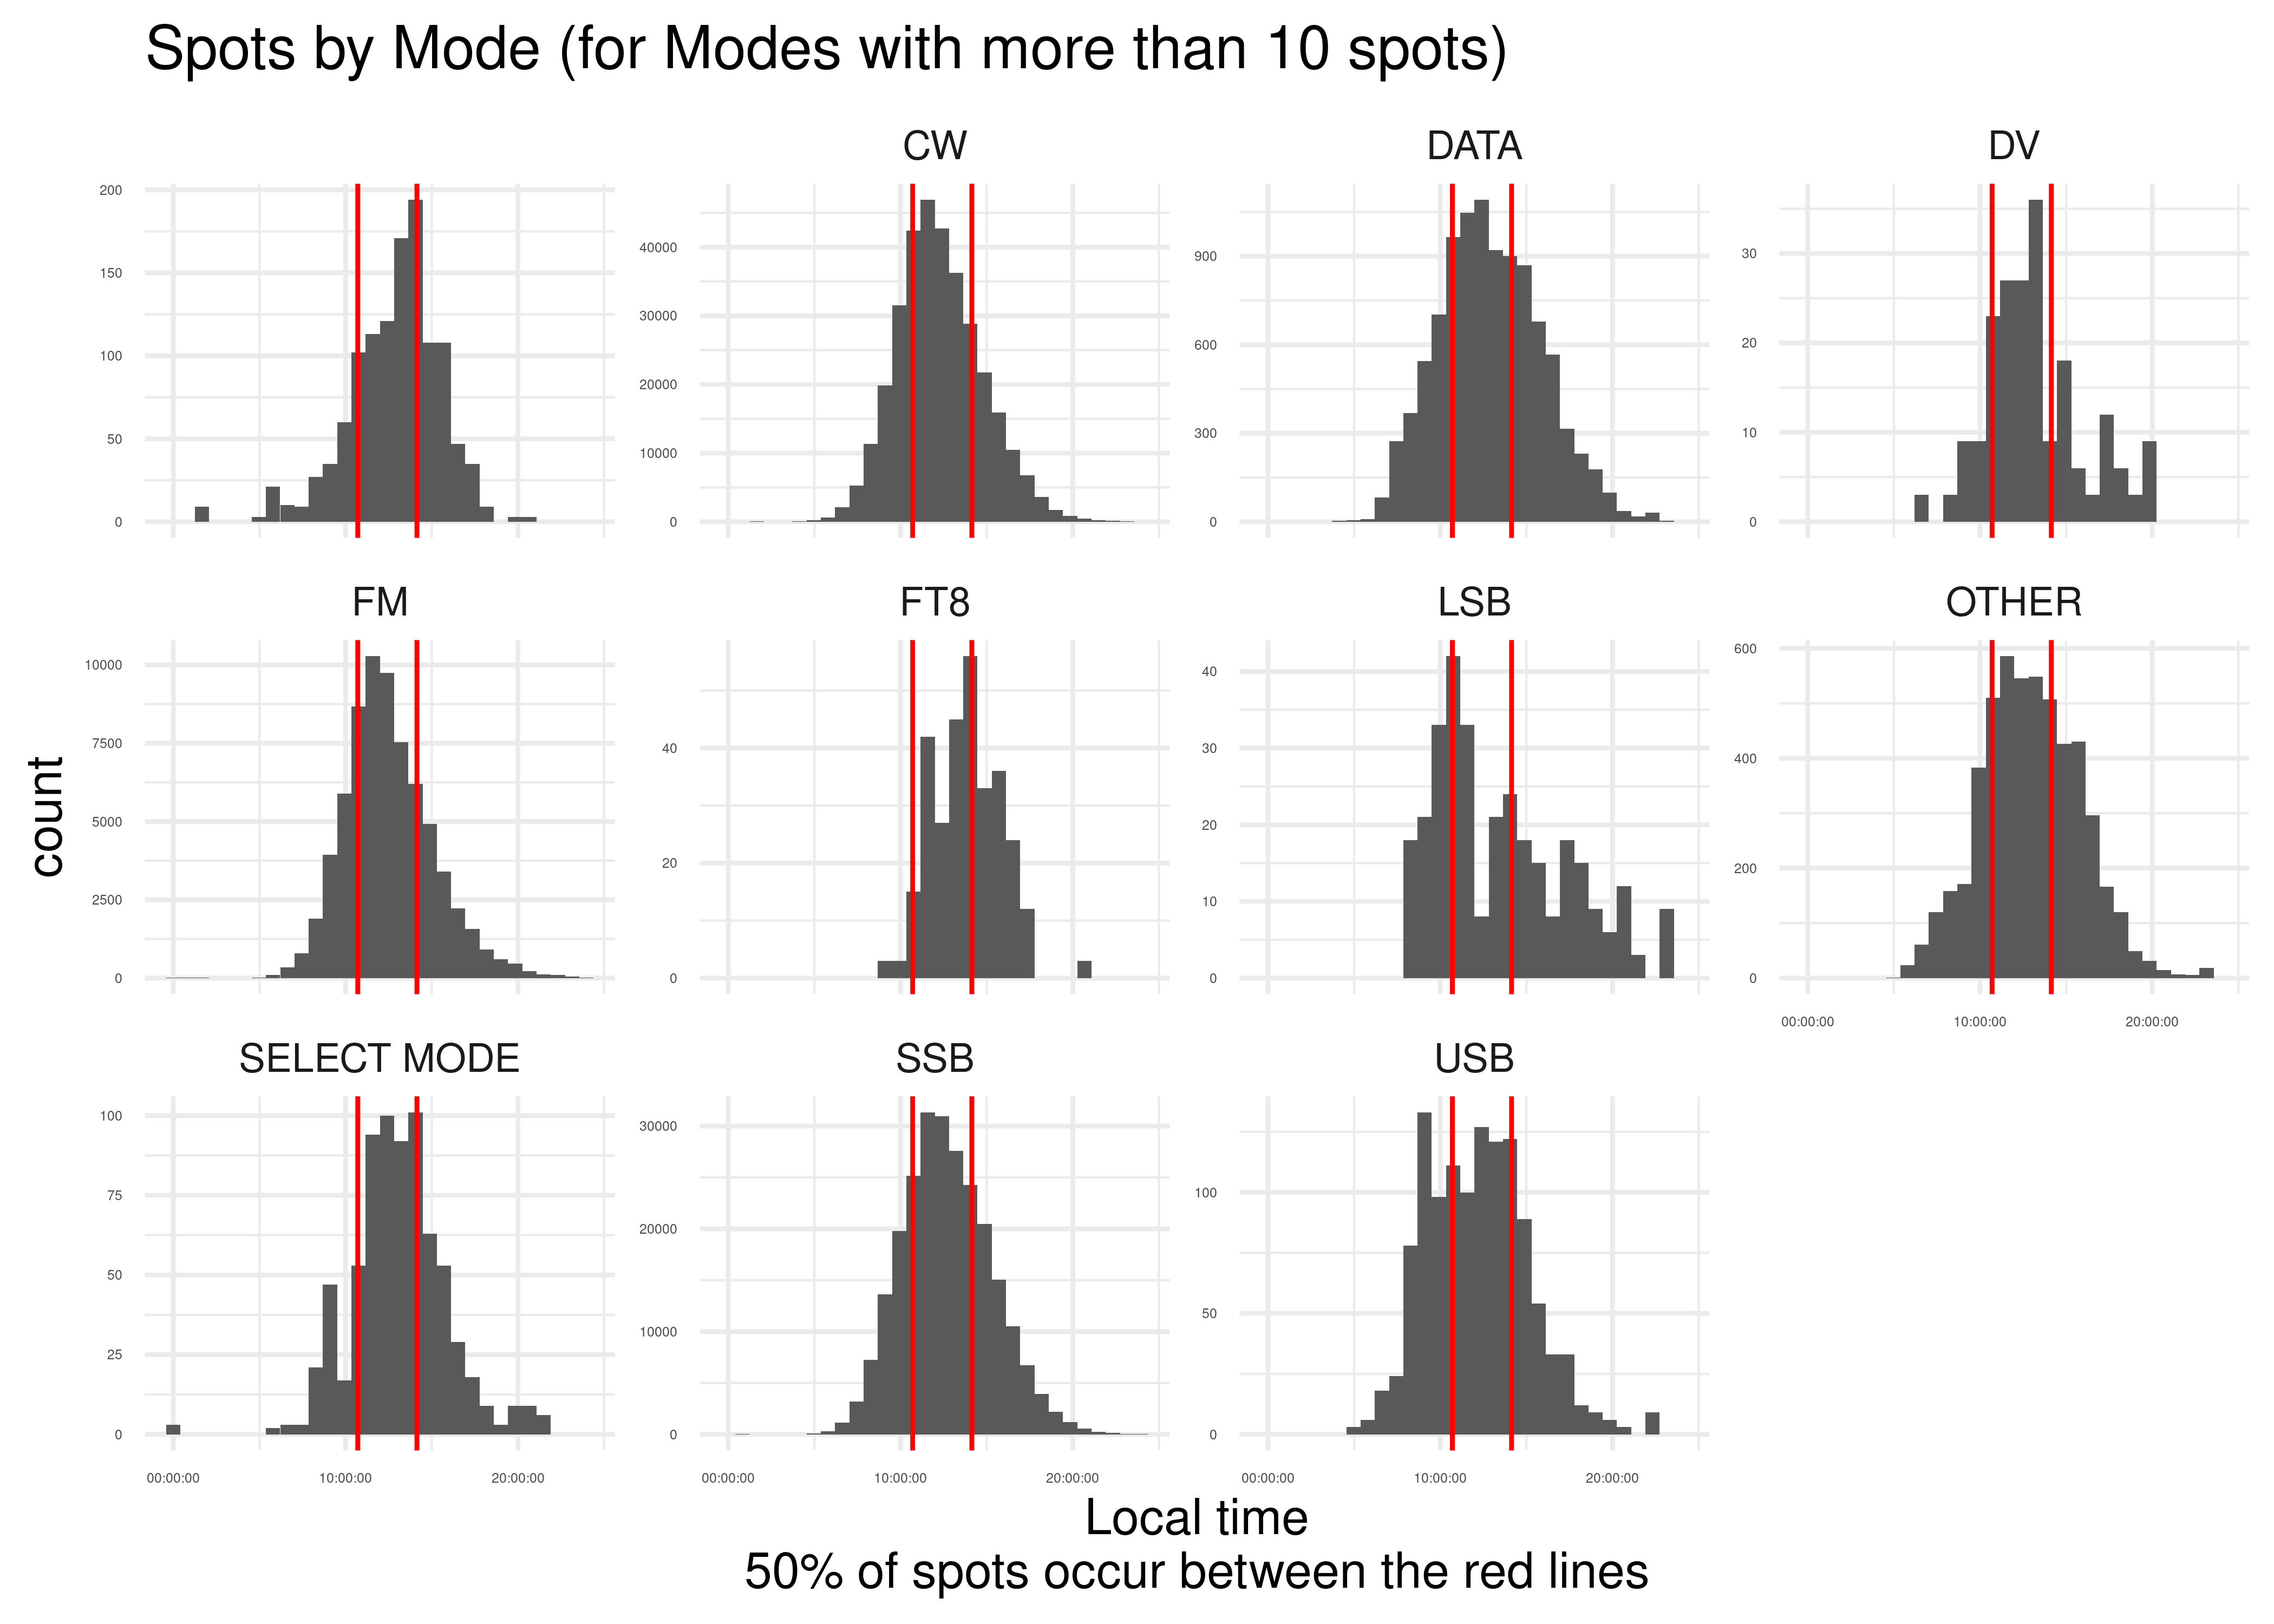 Spots by Mode (for Modes with more than 10 spots)
CW
DATA
DV
200
150
100
50
0
40000
30000
20000
10000
0
900
600
300
0
30
20
10
0
FM
FT8
LSB
OTHER
10000
7500
5000
2500
0
40
20
0
40
30
20
10
0
600
400
200
0
00:00:00 10:00:00 20:00:00
count
SELECT MODE
SSB
USB
100
75
50
25
0
30000
20000
10000
0
100
50
0
00:00:00 10:00:00 20:00:00
00:00:00 10:00:00 20:00:00
00:00:00 10:00:00 20:00:00
Local time
50% of spots occur between the red lines